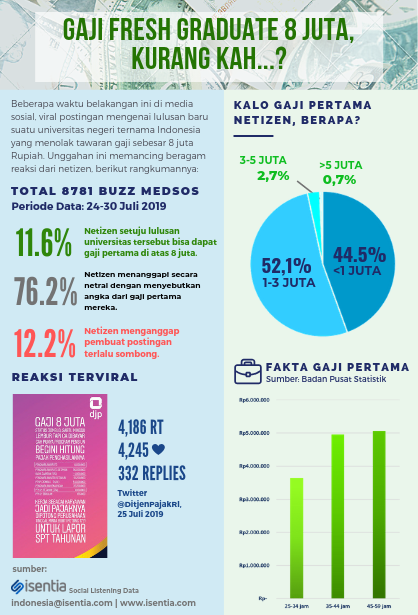 GAJI FRESH GRADUATE 8 JUTA,
KURANG KAH...?
Beberapa waktu belakangan ini di media
sosial, viral postingan mengenai lulusan baru
suatu universitas negeri ternama Indonesia
yang menolak tawaran gaji sebesar 8 juta
Rupiah. Unggahan ini memancing beragam
reaksi dari netizen, berikut rangkumannya:
TOTAL 8781 BUZZ MEDSOS
Periode Data: 24-30 Juli 2019
11.6%
Netizen setuju lulusan
universitas tersebut bisa dapat
gaji pertama di atas 8 juta.
76.2%
Netizen menanggapi secara
netral dengan menyebutkan
angka dari gaji pertama
mereka.
12.2%
Netizen menganggap
pembuat postingan
terlalu sombong.
REAKSI TERVIRAL
djp
GAJI 8 JUTA
BEGINI HITUNG
PAJAK PENGHASILANNYA
JADI PAJAKNYA
DIPOTONG PERUSAHAAN
UNTUK LAPOR
SPT TAHUNAN
4,186 RT
4,245
332 REPLIES
Twitter
@DitjenPajakRI,
25 Juli 2019
sumber:
isentia Social Listening Data
indonesia@isentia.com | www.isentia.com
KALO GAJI PERTAMA
NETIZEN, BERAPA?
3-5 JUTA
2,7%
>5 JUTA
0,7%
52,1%
1-3 JUTA
44.5%
<1 JUTA
FAKTA GAJI PERTAMA
Sumber: Badan Pusat Statistik
Rp6.000.000
Rp5.000.000
Rp4.000.000
Rp3.000.000
Rp2.000.000
Rp1.000.000
Rp-
25-34 jam
35-44 jam
45-59 jam